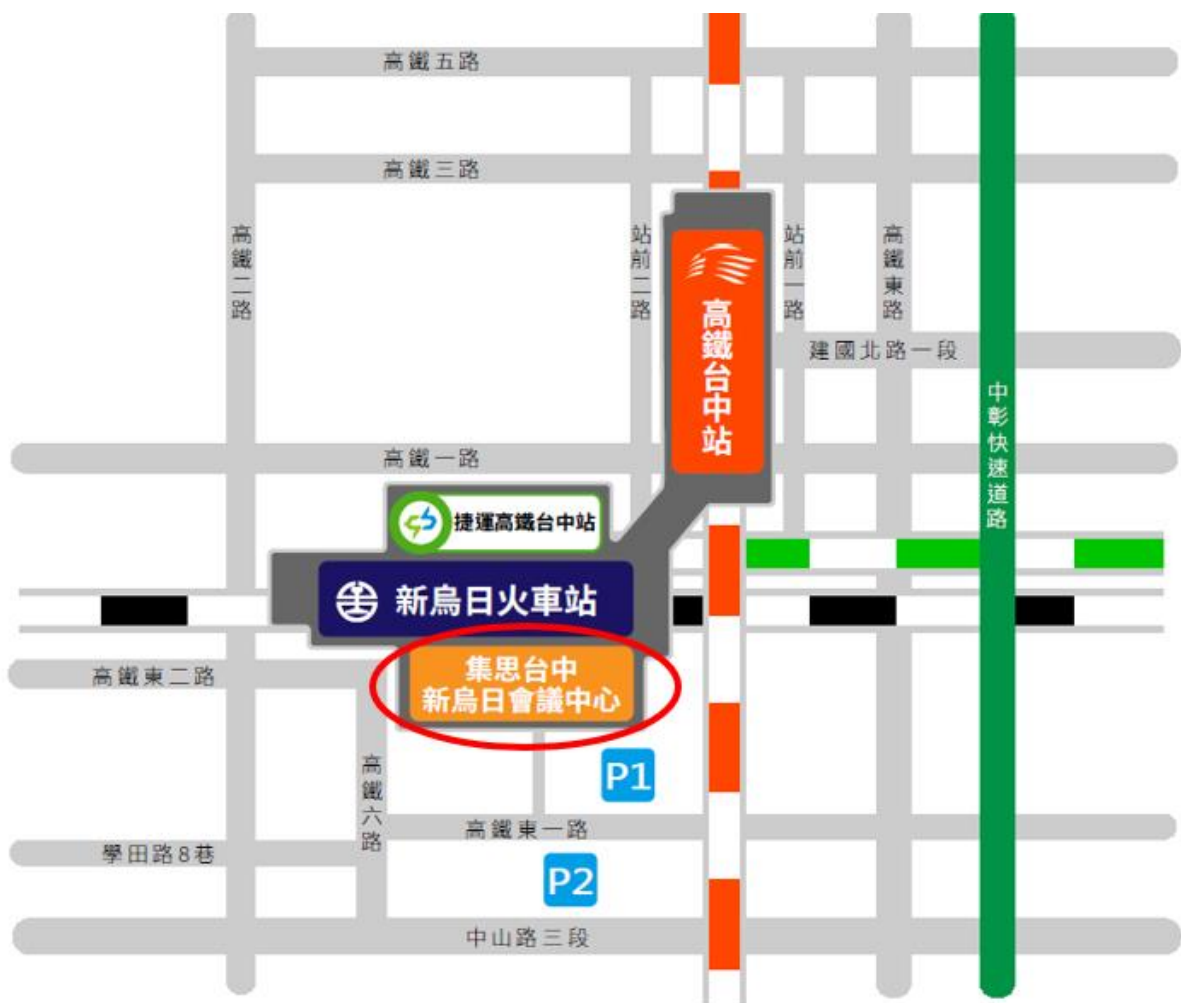 高鐵五路
高鐵三路
高鐵二路
站前二路
站前一路
高鐵東路
高鐵台中站
建國北路一段
中彰快速道路
高鐵一路
捷運高鐵台中站
新烏日火車站
集思台中
新烏日會議中心
高鐵東二路
高鐵六路
P1
高鐵東一路
學田路8巷
P2
中山路三段